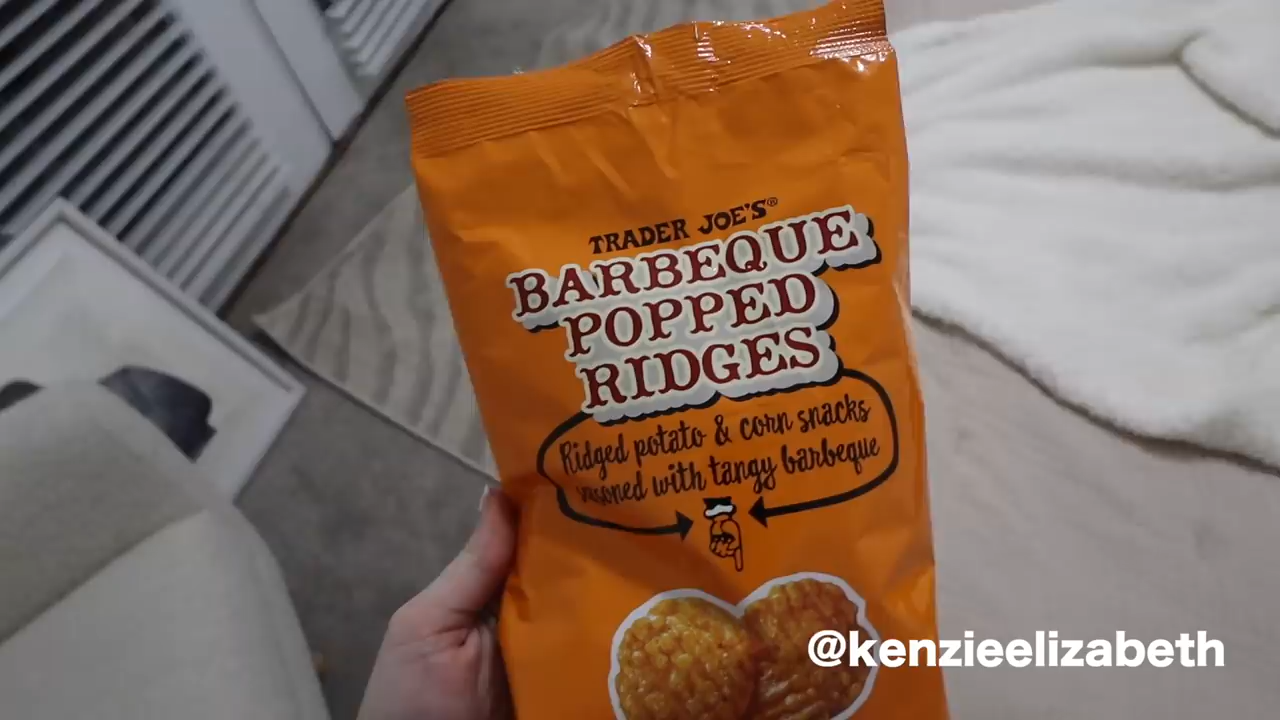 TRADER JOE'S®
BARBEQUE
POPPED
RIDGES
Ridged potato & corn snacks
seasoned with tangy barbeque
@kenzieelizabeth